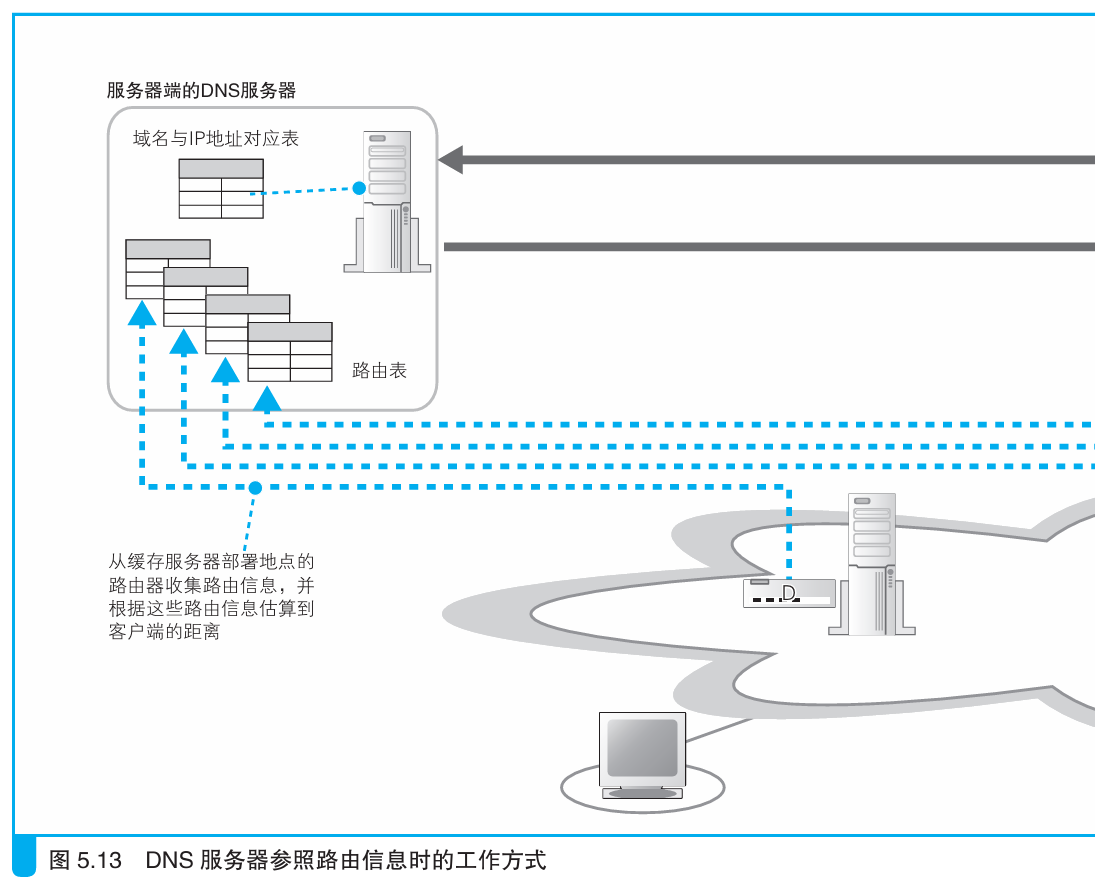 服务器端的DNS服务器
域名与IP地址对应表
路由表
从缓存服务器部署地点的
路由器收集路由信息，并
根据这些路由信息估算到
客户端的距离
D
图 5.13 DNS 服务器参照路由信息时的工作方式